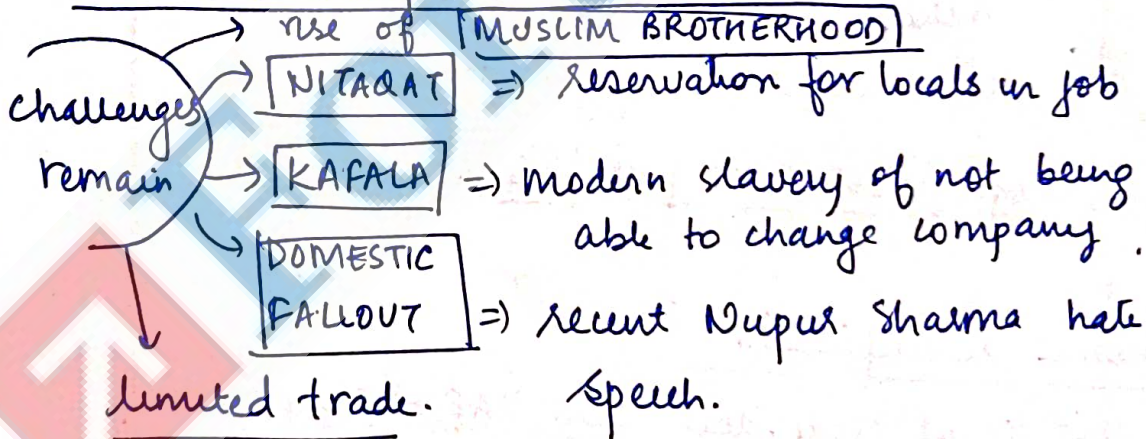 rise of MUSLIM BROTHERHOOD
challenges remain
NITAQAT => reservation for locals in job
KAFALA => modern slavery of not being
able to change company.
DOMESTIC
FALLOUT => recent Nupur Sharma hate
speech.
limited trade.